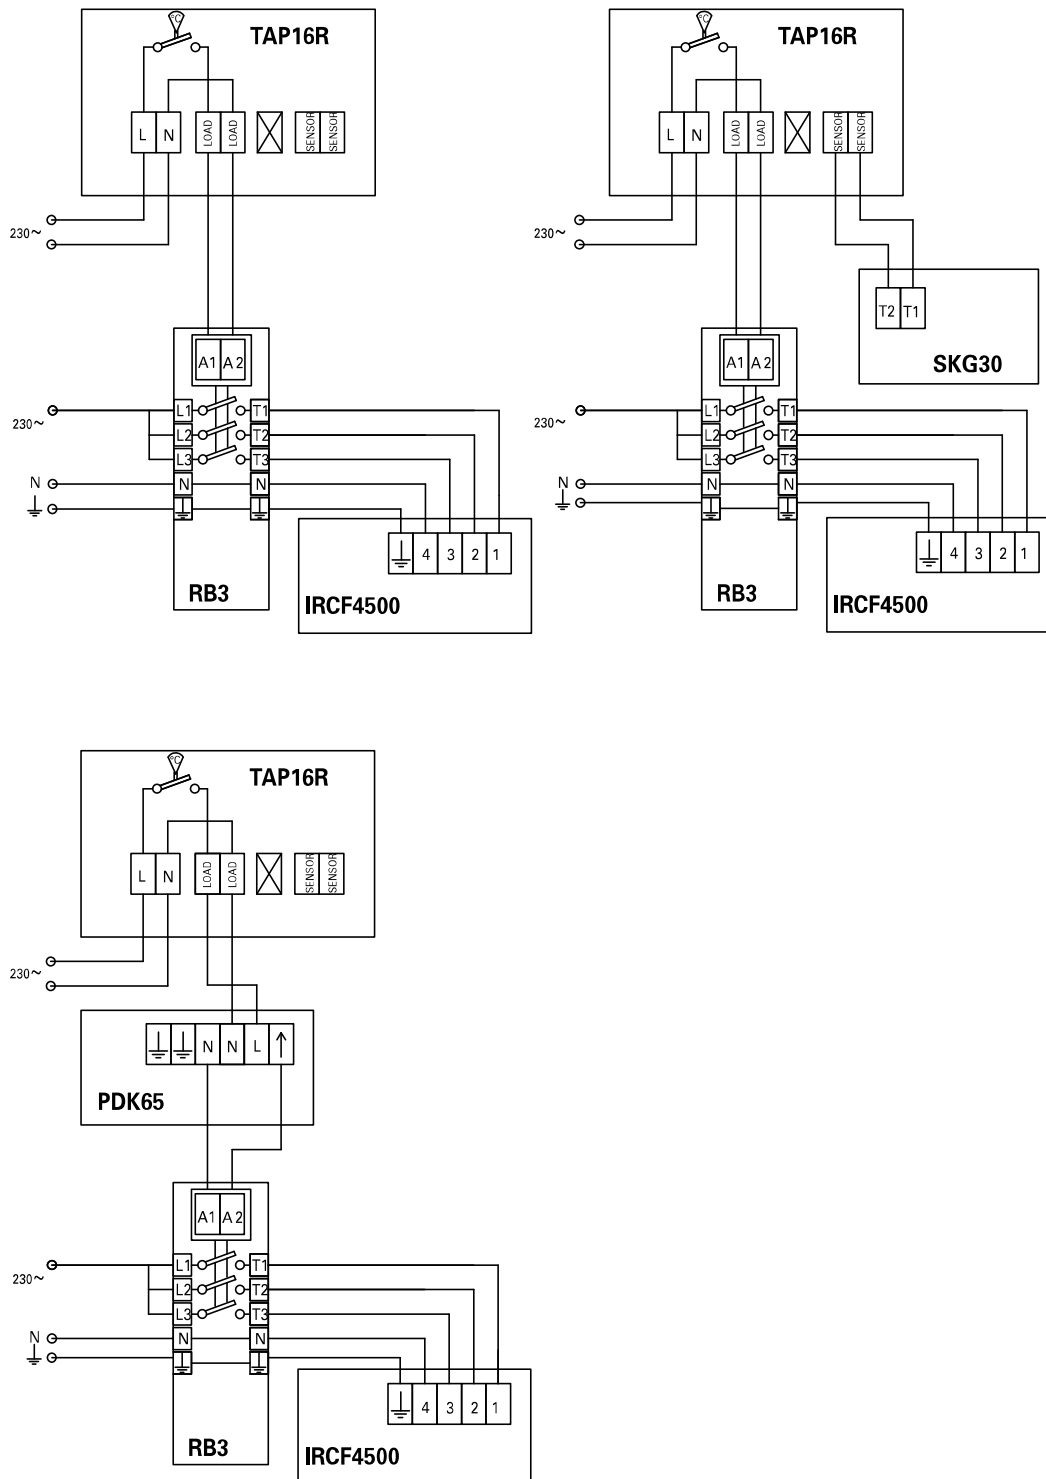 °C
TAP16R
L N LOAD LOAD SENSOR SENSOR
230~
A1 A2
230~
L1 T1
L2 T2
L3 T3
N N N
4 3 2 1
RB3
IRCF4500
°C
TAP16R
L N LOAD LOAD SENSOR SENSOR
230~
T2 T1
SKG30
A1 A2
230~
L1 T1
L2 T2
L3 T3
N N N
4 3 2 1
RB3
IRCF4500
°C
TAP16R
L N LOAD LOAD SENSOR SENSOR
230~
N N L
PDK65
A1 A2
230~
L1 T1
L2 T2
L3 T3
N N N
4 3 2 1
RB3
IRCF4500